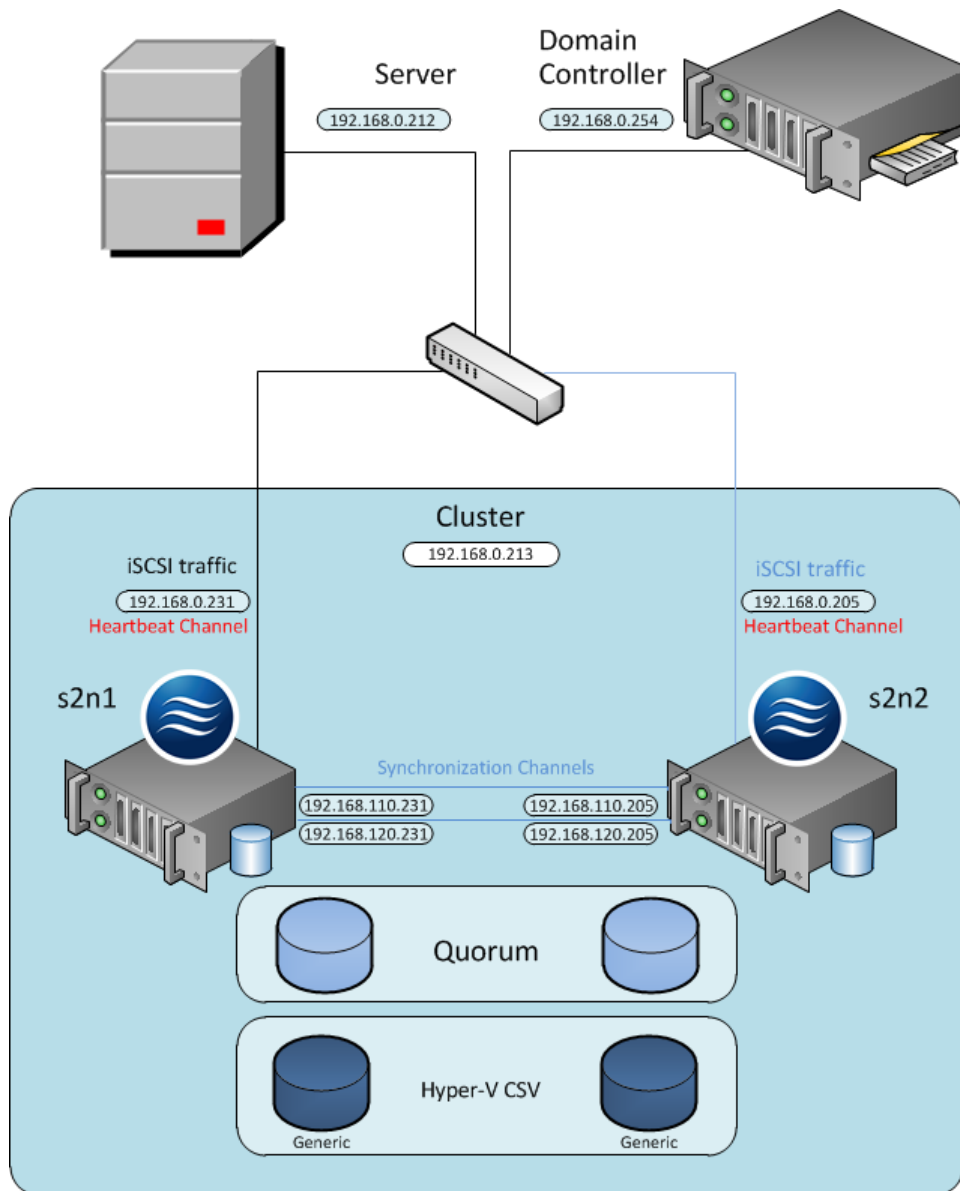 Server
192.168.0.212
Domain
Controller
192.168.0.254
Cluster
192.168.0.213
iSCSI traffic
192.168.0.231
Heartbeat Channel
iSCSI traffic
192.168.0.205
Heartbeat Channel
s2n1
s2n2
Synchronization Channels
192.168.110.231
192.168.110.205
192.168.120.231
192.168.120.205
Quorum
Hyper-V CSV
Generic
Generic